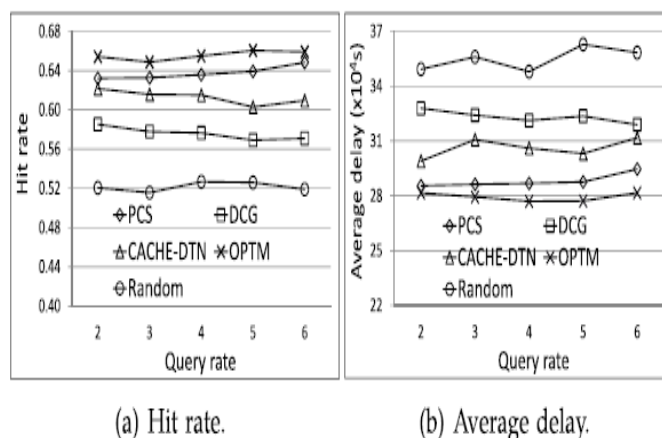 0.68
0.64
0.60
0.56
0.52
0.48
0.44
0.40
Hit rate
PCS
DCG
CACHE-DTN
OPTM
Random
2 3 4 5 6
Query rate
37
34
31
28
25
22
Average delay (x10⁴s)
PCS
DCG
CACHE-DTN
OPTM
Random
2 3 4 5 6
Query rate
(a) Hit rate.
(b) Average delay.